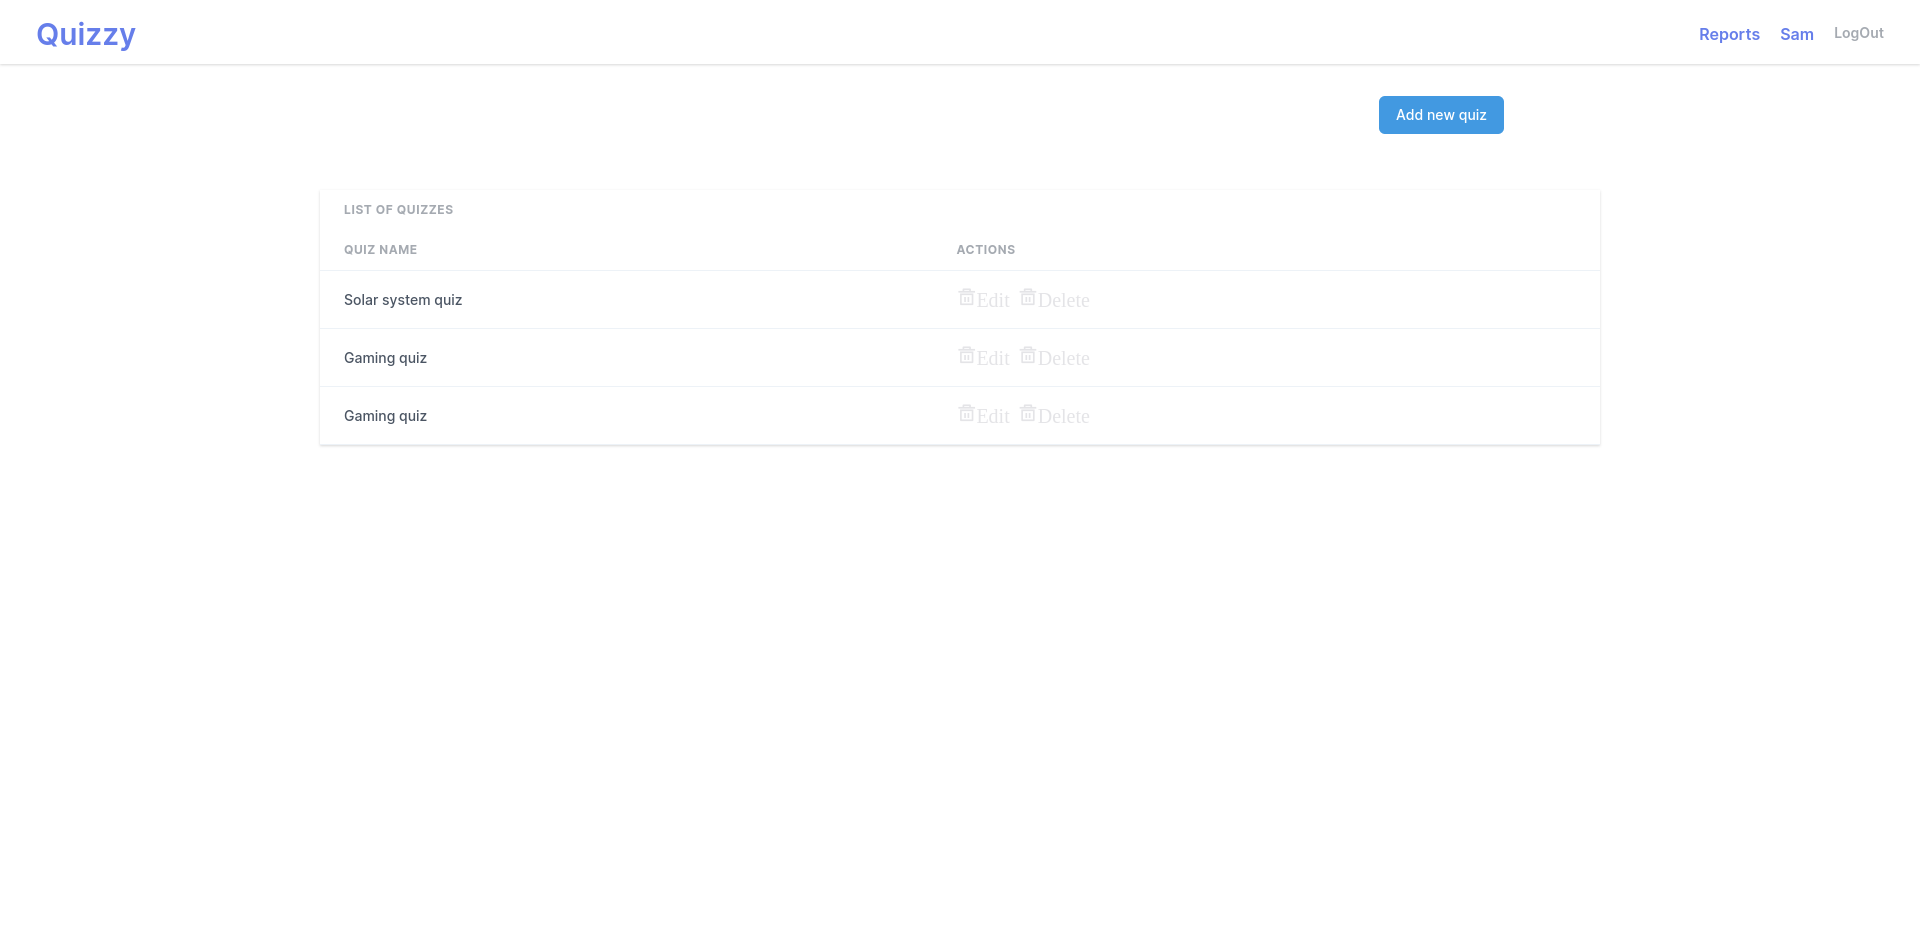 Quizzy
Reports Sam LogOut
Add new quiz
LIST OF QUIZZES
QUIZ NAME ACTIONS
Solar system quiz Edit Delete
Gaming quiz Edit Delete
Gaming quiz Edit Delete